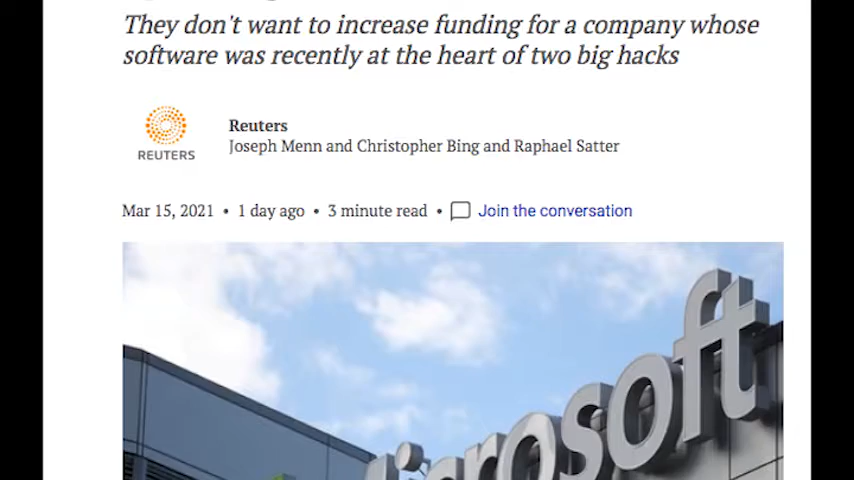 They don't want to increase funding for a company whose
software was recently at the heart of two big hacks
REUTERS
Reuters
Joseph Menn and Christopher Bing and Raphael Satter
Mar 15, 2021 • 1 day ago • 3 minute read • Join the conversation
icrosoft